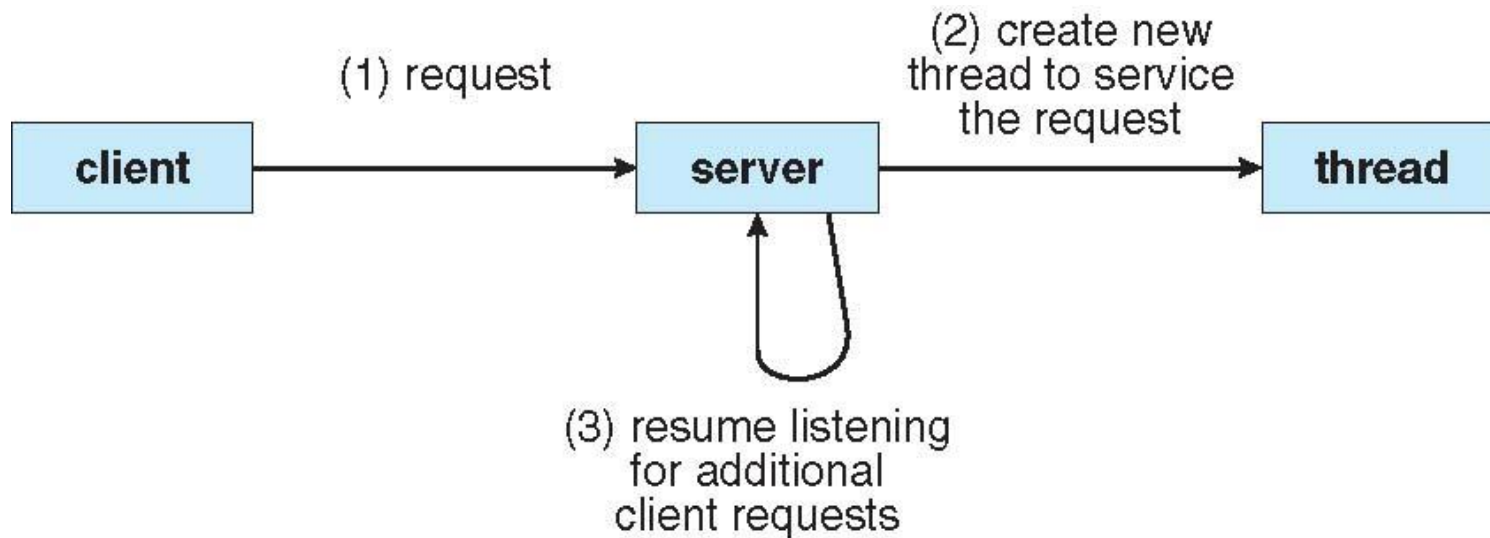 (1) request
(2) create new
thread to service
the request
client
server
thread
(3) resume listening
for additional
client requests